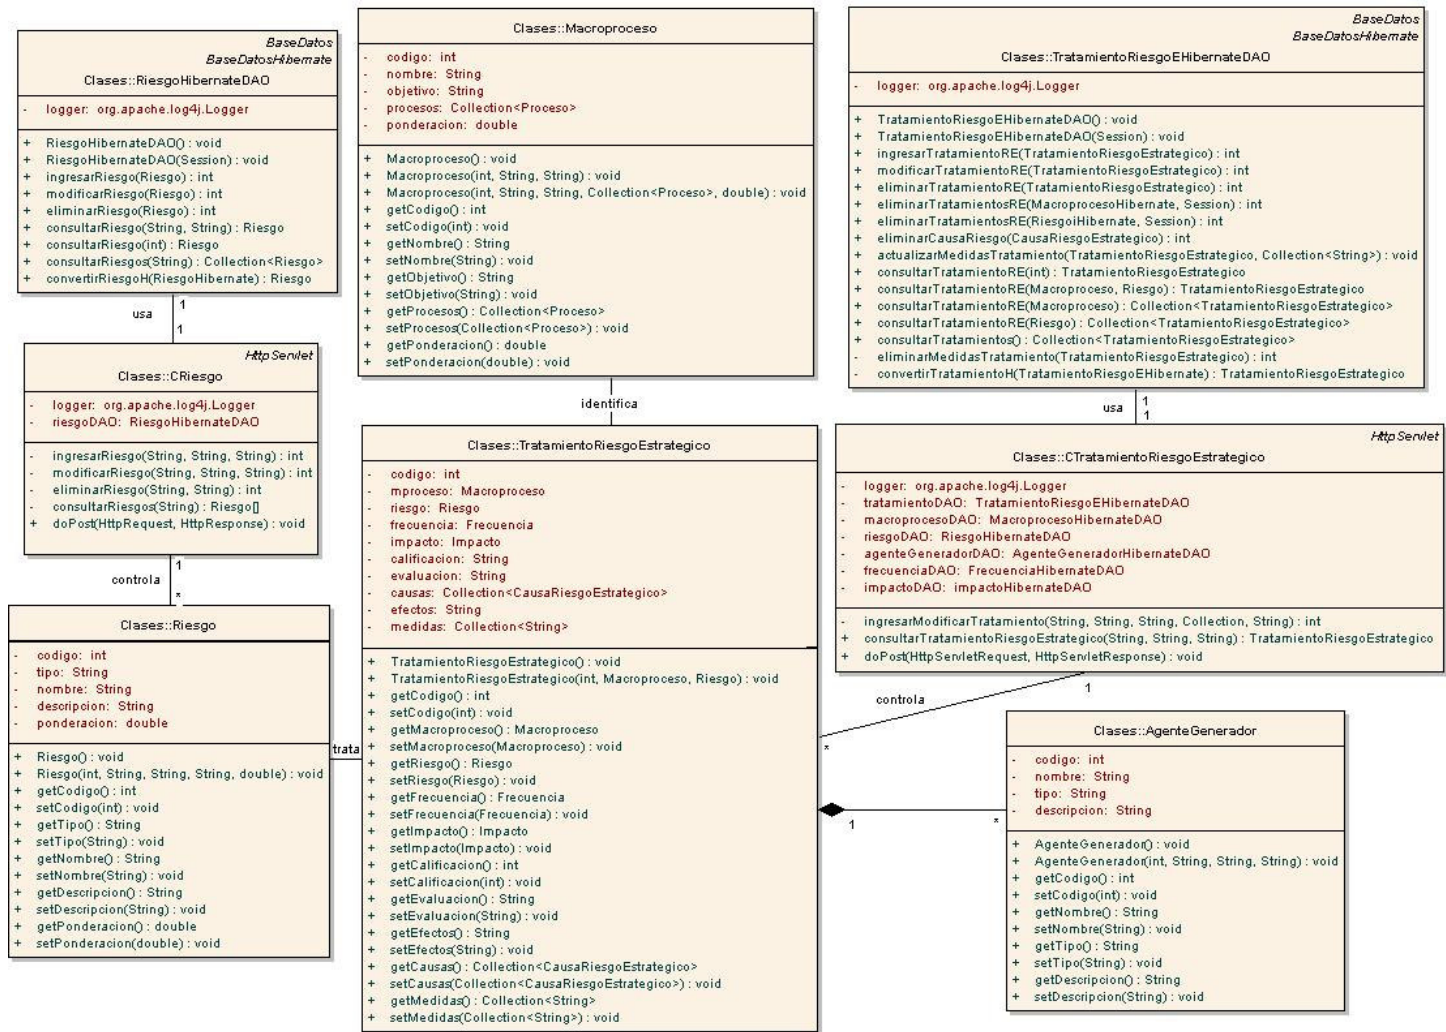 BaseDatos
BaseDatosHibernate
Clases::RiesgoHibernateDAO
- logger: org.apache.log4j.Logger
+ RiesgoHibernateDAO() : void
+ RiesgoHibernateDAO(Session) : void
+ ingresarRiesgo(Riesgo) : int
+ modificarRiesgo(Riesgo) : int
+ eliminarRiesgo(Riesgo) : int
+ consultarRiesgo(String, String) : Riesgo
+ consultarRiesgo(int) : Riesgo
+ consultarRiesgos(String) : Collection<Riesgo>
+ convertirRiesgoH(RiesgoHibernate) : Riesgo
1
usa
1
HttpServlet
Clases::CRiesgo
- logger: org.apache.log4j.Logger
- riesgoDAO: RiesgoHibernateDAO
- ingresarRiesgo(String, String, String) : int
- modificarRiesgo(String, String, String) : int
- eliminarRiesgo(String, String) : int
- consultarRiesgos(String) : Riesgo[]
+ doPost(HttpRequest, HttpResponse) : void
1
controla
*
Clases::Riesgo
- codigo: int
- tipo: String
- nombre: String
- descripcion: String
- ponderacion: double
+ Riesgo() : void
+ Riesgo(int, String, String, String, double) : void
+ getCodigo() : int
+ setCodigo(int) : void
+ getTipo() : String
+ setTipo(String) : void
+ getNombre() : String
+ setNombre(String) : void
+ getDescripcion() : String
+ setDescripcion(String) : void
+ getPonderacion() : double
+ setPonderacion(double) : void
trata
Clases::Macroproceso
- codigo: int
- nombre: String
- objetivo: String
- procesos: Collection<Proceso>
- ponderacion: double
+ Macroproceso() : void
+ Macroproceso(int, String, String) : void
+ Macroproceso(int, String, String, Collection<Proceso>, double) : void
+ getCodigo() : int
+ setCodigo(int) : void
+ getNombre() : String
+ setNombre(String) : void
+ getObjetivo() : String
+ setObjetivo(String) : void
+ getProcesos() : Collection<Proceso>
+ setProcesos(Collection<Proceso>) : void
+ getPonderacion() : double
+ setPonderacion(double) : void
identifica
Clases::TratamientoRiesgoEstrategico
- codigo: int
- mproceso: Macroproceso
- riesgo: Riesgo
- frecuencia: Frecuencia
- impacto: Impacto
- calificacion: String
- evaluacion: String
- causas: Collection<CausaRiesgoEstrategico>
- efectos: String
- medidas: Collection<String>
+ TratamientoRiesgoEstrategico() : void
+ TratamientoRiesgoEstrategico(int, Macroproceso, Riesgo) : void
+ getCodigo() : int
+ setCodigo(int) : void
+ getMacroproceso() : Macroproceso
+ setMacroproceso(Macroproceso) : void
+ getRiesgo() : Riesgo
+ setRiesgo(Riesgo) : void
+ getFrecuencia() : Frecuencia
+ setFrecuencia(Frecuencia) : void
+ getImpacto() : Impacto
+ setImpacto(Impacto) : void
+ getCalificacion() : int
+ setCalificacion(int) : void
+ getEvaluacion() : String
+ setEvaluacion(String) : void
+ getEfectos() : String
+ setEfectos(String) : void
+ getCausas() : Collection<CausaRiesgoEstrategico>
+ setCausas(Collection<CausaRiesgoEstrategico>) : void
+ getMedidas() : Collection<String>
+ setMedidas(Collection<String>) : void
BaseDatos
BaseDatosHibernate
Clases::TratamientoRiesgoEHibernateDAO
- logger: org.apache.log4j.Logger
+ TratamientoRiesgoEHibernateDAO() : void
+ TratamientoRiesgoEHibernateDAO(Session) : void
+ ingresarTratamientoRE(TratamientoRiesgoEstrategico) : int
+ modificarTratamientoRE(TratamientoRiesgoEstrategico) : int
+ eliminarTratamientoRE(TratamientoRiesgoEstrategico) : int
+ eliminarTratamientosRE(MacroprocesoHibernate, Session) : int
+ eliminarTratamientosRE(RiesgoiHibernate, Session) : int
+ eliminarCausaRiesgo(CausaRiesgoEstrategico) : int
+ actualizarMedidasTratamiento(TratamientoRiesgoEstrategico, Collection<String>) : void
+ consultarTratamientoRE(int) : TratamientoRiesgoEstrategico
+ consultarTratamientoRE(Macroproceso, Riesgo) : TratamientoRiesgoEstrategico
+ consultarTratamientoRE(Macroproceso) : Collection<TratamientoRiesgoEstrategico>
+ consultarTratamientoRE(Riesgo) : Collection<TratamientoRiesgoEstrategico>
+ consultarTratamientos() : Collection<TratamientoRiesgoEstrategico>
- eliminarMedidasTratamiento(TratamientoRiesgoEstrategico) : int
- convertirTratamientoH(TratamientoRiesgoEHibernate) : TratamientoRiesgoEstrategico
1
usa
1
HttpServlet
Clases::CTratamientoRiesgoEstrategico
- logger: org.apache.log4j.Logger
- tratamientoDAO: TratamientoRiesgoEHibernateDAO
- macroprocesoDAO: MacroprocesoHibernateDAO
- riesgoDAO: RiesgoHibernateDAO
- agenteGeneradorDAO: AgenteGeneradorHibernateDAO
- frecuenciaDAO: FrecuenciaHibernateDAO
- impactoDAO: impactoHibernateDAO
- ingresarModificarTratamiento(String, String, String, Collection, String) : int
+ consultarTratamientoRiesgoEstrategico(String, String, String) : TratamientoRiesgoEstrategico
+ doPost(HttpServletRequest, HttpServletResponse) : void
1
controla
*
1
*
Clases::AgenteGenerador
- codigo: int
- nombre: String
- tipo: String
- descripcion: String
+ AgenteGenerador() : void
+ AgenteGenerador(int, String, String, String) : void
+ getCodigo() : int
+ setCodigo(int) : void
+ getNombre() : String
+ setNombre(String) : void
+ getTipo() : String
+ setTipo(String) : void
+ getDescripcion() : String
+ setDescripcion(String) : void